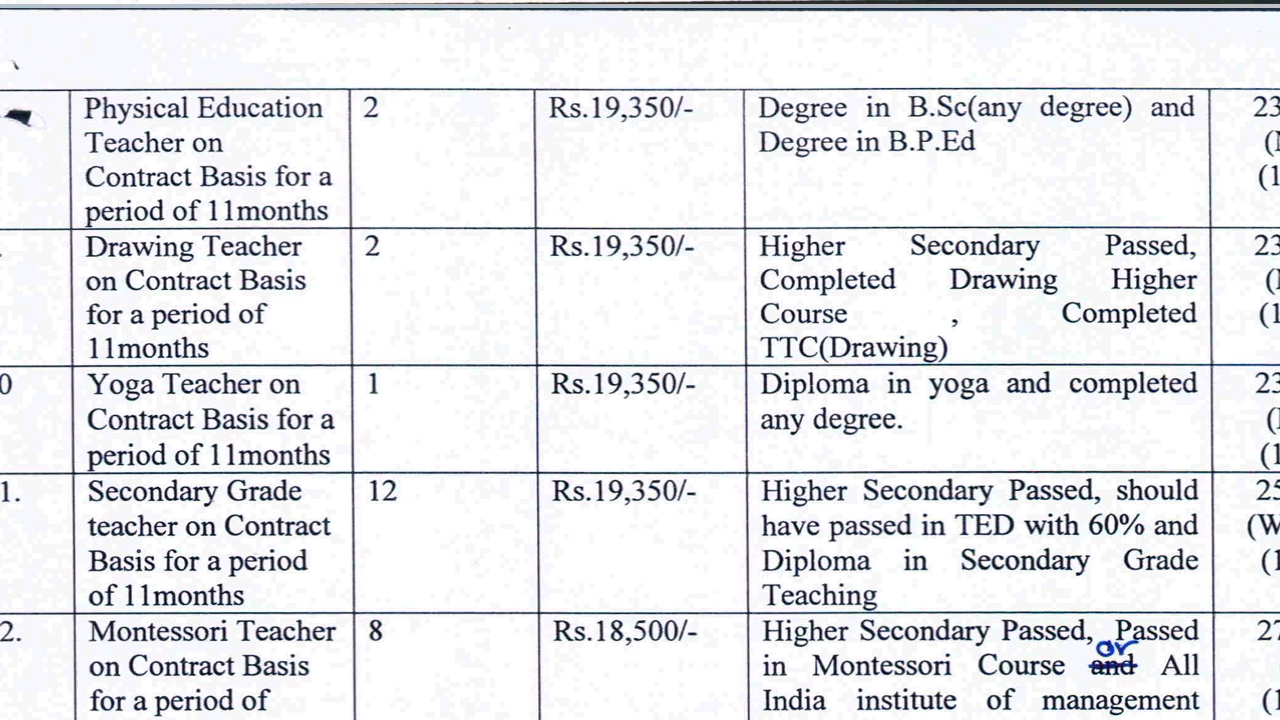 Physical Education 2 Rs.19,350/- Degree in B.Sc(any degree) and 23
Teacher on Degree in B.P.Ed
Contract Basis for a (1
period of 11months
Drawing Teacher 2 Rs.19,350/- Higher Secondary Passed, 23
on Contract Basis Completed Drawing Higher
for a period of Course , Completed (1
11months TTC(Drawing)
0 Yoga Teacher on 1 Rs.19,350/- Diploma in yoga and completed 23
Contract Basis for a any degree.
period of 11months (1
1. Secondary Grade 12 Rs.19,350/- Higher Secondary Passed, should 25
teacher on Contract have passed in TED with 60% and (W
Basis for a period Diploma in Secondary Grade (1
of 11months Teaching
2. Montessori Teacher 8 Rs.18,500/- Higher Secondary Passed, Passed 27
on Contract Basis in Montessori Course and or All
for a period of India institute of management (1